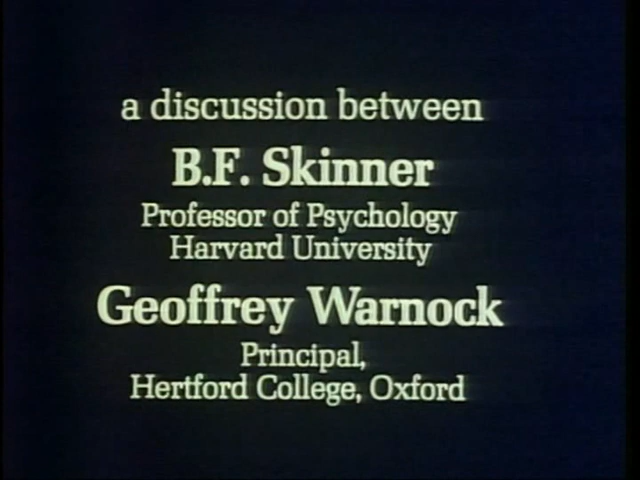 a discussion between
B.F. Skinner
Professor of Psychology
Harvard University
Geoffrey Warnock
Principal,
Hertford College, Oxford